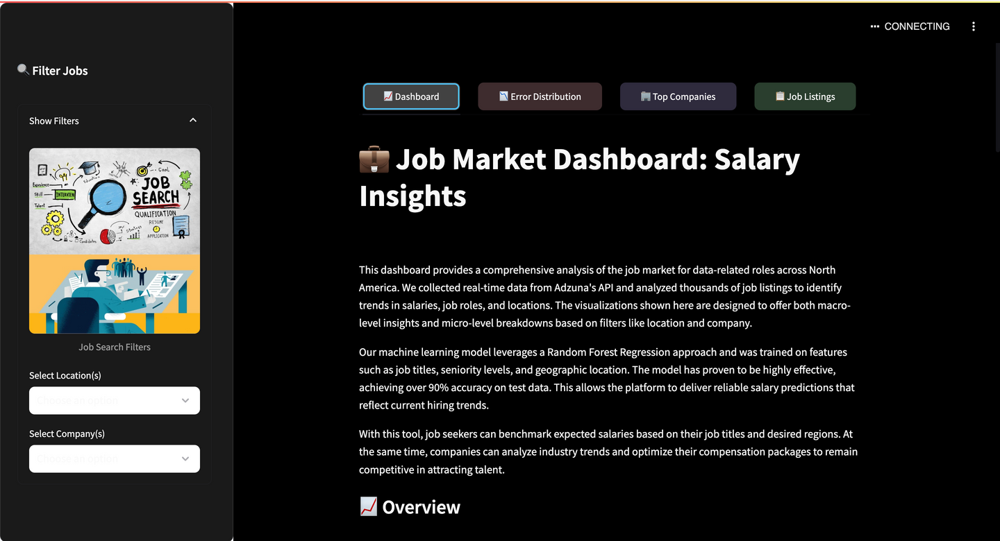 CONNECTING
Filter Jobs
Show Filters
Goal
Education
Experience
Skill
INTERVIEW
Talent
JOB
SEARCH
QUALIFICATION
RESUME
Strategy
APPLICATION
Candidates
Job Search Filters
Select Location(s)
Choose an option
Select Company(s)
Choose an option
Dashboard
Error Distribution
Top Companies
Job Listings
Job Market Dashboard: Salary
Insights
This dashboard provides a comprehensive analysis of the job market for data-related roles across North
America. We collected real-time data from Adzuna's API and analyzed thousands of job listings to identify
trends in salaries, job roles, and locations. The visualizations shown here are designed to offer both macro-
level insights and micro-level breakdowns based on filters like location and company.
Our machine learning model leverages a Random Forest Regression approach and was trained on features
such as job titles, seniority levels, and geographic location. The model has proven to be highly effective,
achieving over 90% accuracy on test data. This allows the platform to deliver reliable salary predictions that
reflect current hiring trends.
With this tool, job seekers can benchmark expected salaries based on their job titles and desired regions. At
the same time, companies can analyze industry trends and optimize their compensation packages to remain
competitive in attracting talent.
Overview